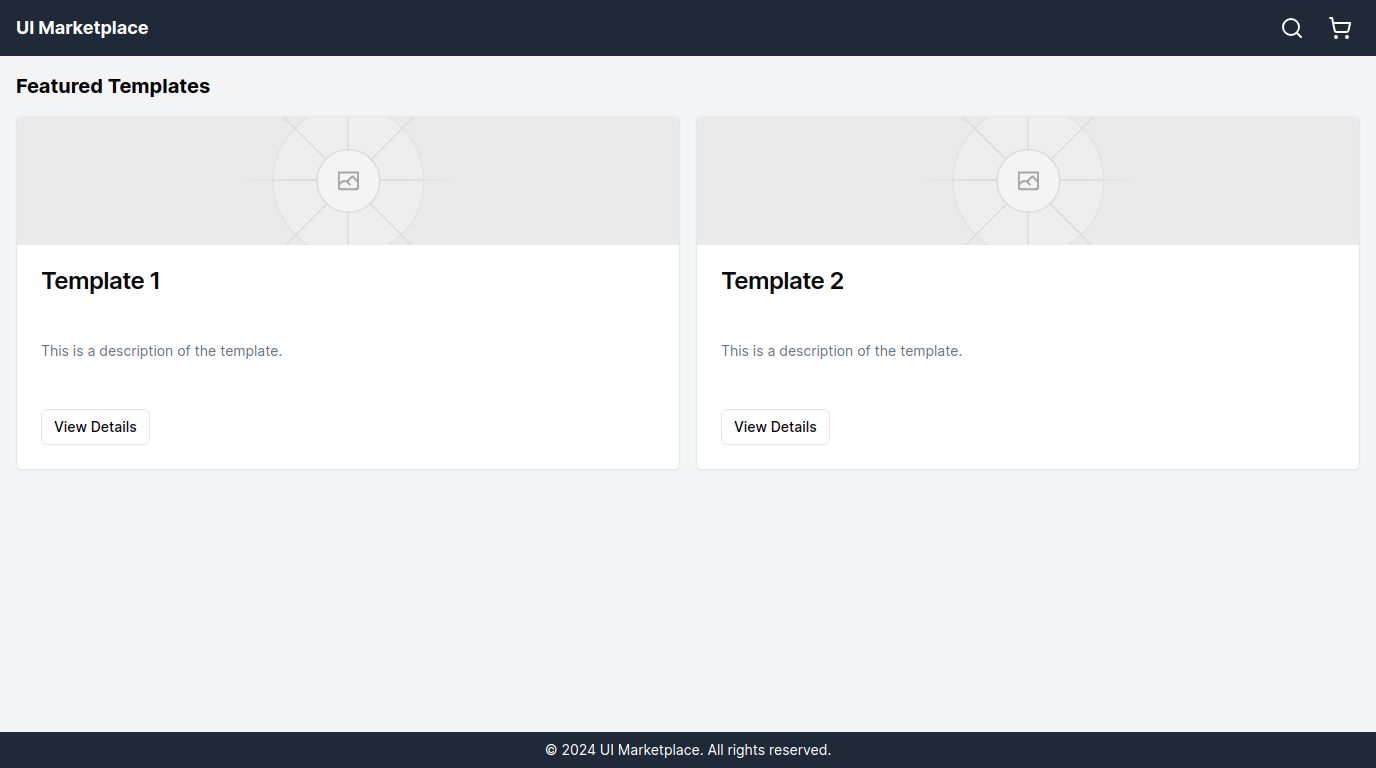 UI Marketplace
Featured Templates
Template 1
This is a description of the template.
View Details
Template 2
This is a description of the template.
View Details
© 2024 UI Marketplace. All rights reserved.